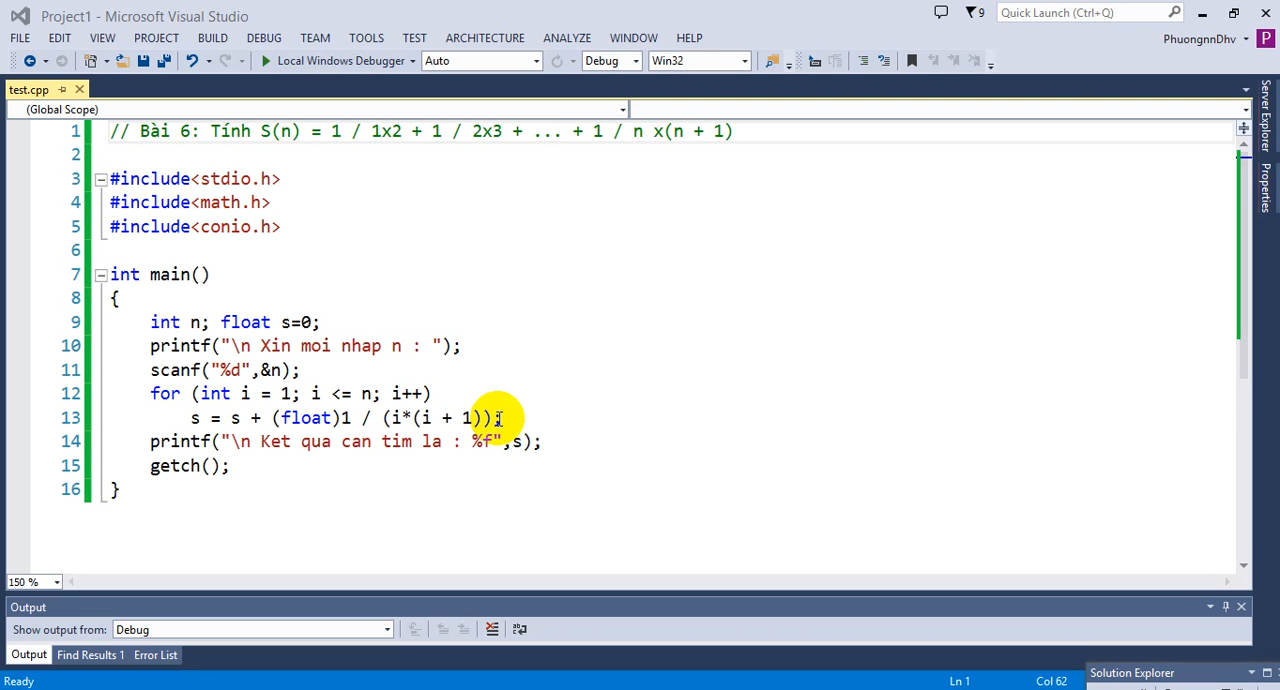 Project1 - Microsoft Visual Studio
9
Quick Launch (Ctrl+Q)
FILE EDIT VIEW PROJECT BUILD DEBUG TEAM TOOLS TEST ARCHITECTURE ANALYZE WINDOW HELP
PhuongnnDhv
P
Local Windows Debugger
Auto
Debug
Win32
test.cpp
(Global Scope)
1 // Bài 6: Tính S(n) = 1 / 1x2 + 1 / 2x3 + ... + 1 / n x(n + 1)
2
3 #include<stdio.h>
4 #include<math.h>
5 #include<conio.h>
6
7 int main()
8 {
9 int n; float s=0;
10 printf("\n Xin moi nhap n : ");
11 scanf("%d",&n);
12 for (int i = 1; i <= n; i++)
13 s = s + (float)1 / (i*(i + 1));
14 printf("\n Ket qua can tim la : %f",s);
15 getch();
16 }
Server Explorer
Properties
150 %
Output
Show output from: Debug
Output Find Results 1 Error List
Solution Explorer
Ready Ln 1 Col 62